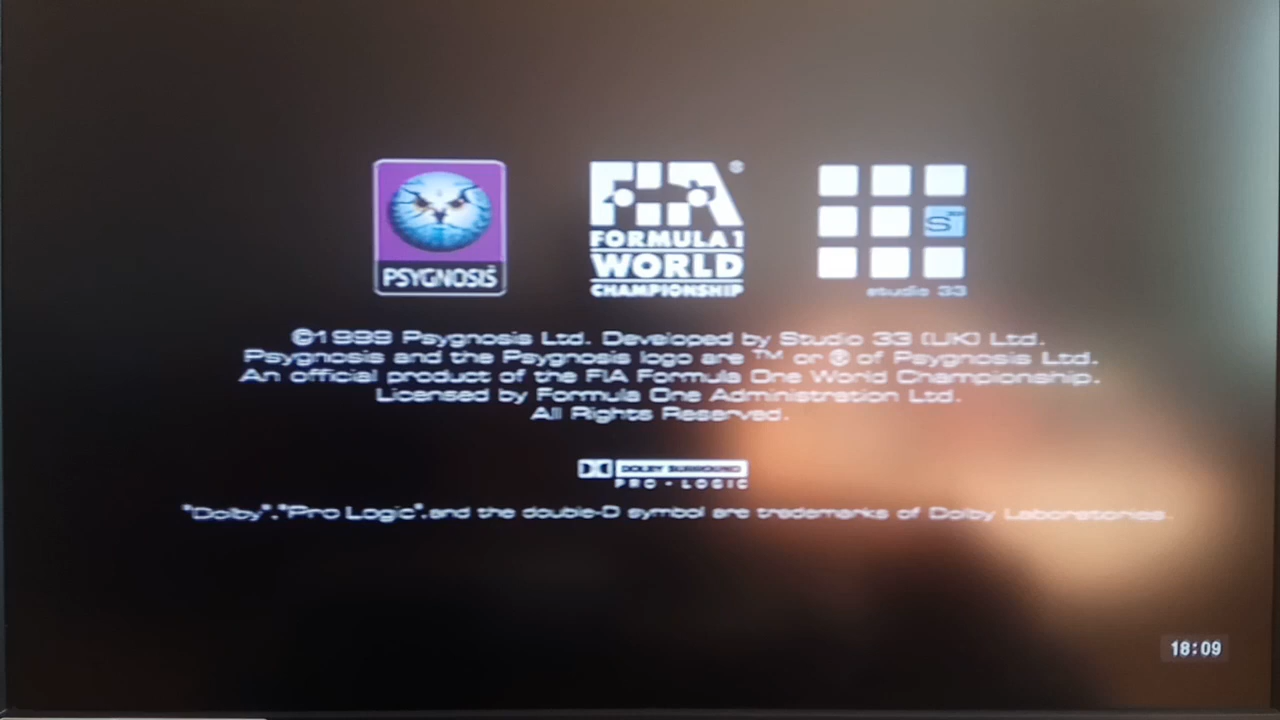 PSYGNOSIS
FIA
FORMULA 1
WORLD
CHAMPIONSHIP
studio 33
©1999 Psygnosis Ltd. Developed by Studio 33 (UK) Ltd.
Psygnosis and the Psygnosis logo are ™ or ® of Psygnosis Ltd.
An official product of the FIA Formula One World Championship.
Licensed by Formula One Administration Ltd.
All Rights Reserved.
DOLBY SURROUND
PRO · LOGIC
"Dolby","Pro Logic",and the double-D symbol are trademarks of Dolby Laboratories.
18:09